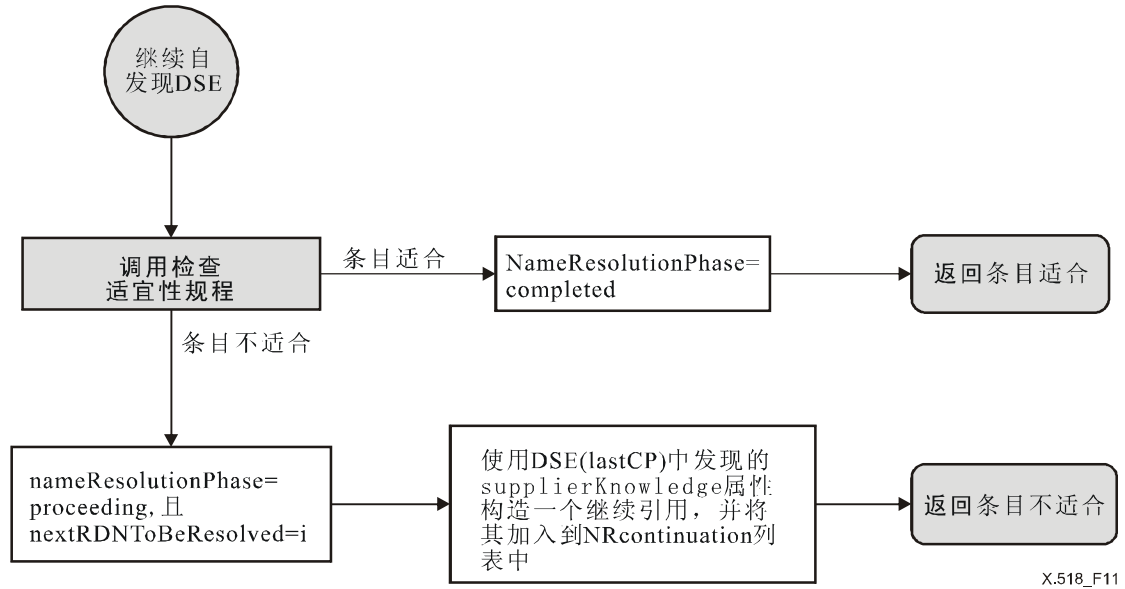 继续自
发现DSE
调用检查
适宜性规程
条目适合
NameResolutionPhase=
completed
返回条目适合
条目不适合
nameResolutionPhase=
proceeding, 且
nextRDNToBeResolved=i
使用DSE(lastCP)中发现的
supplierKnowledge属性
构造一个继续引用，并将
其加入到NRcontinuation列
表中
返回条目不适合
X.518_F11